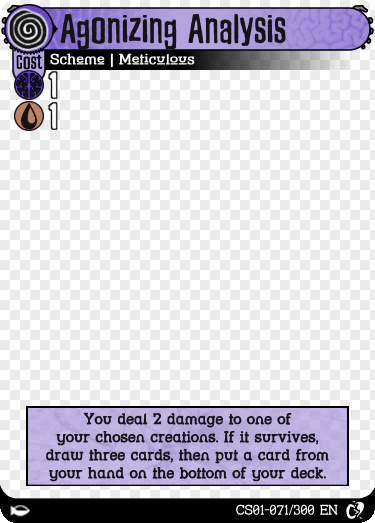 Agonizing Analysis
Cost
Scheme | Meticulous
1
1
You deal 2 damage to one of
your chosen creations. If it survives,
draw three cards, then put a card from
your hand on the bottom of your deck.
CS01-071/300 EN